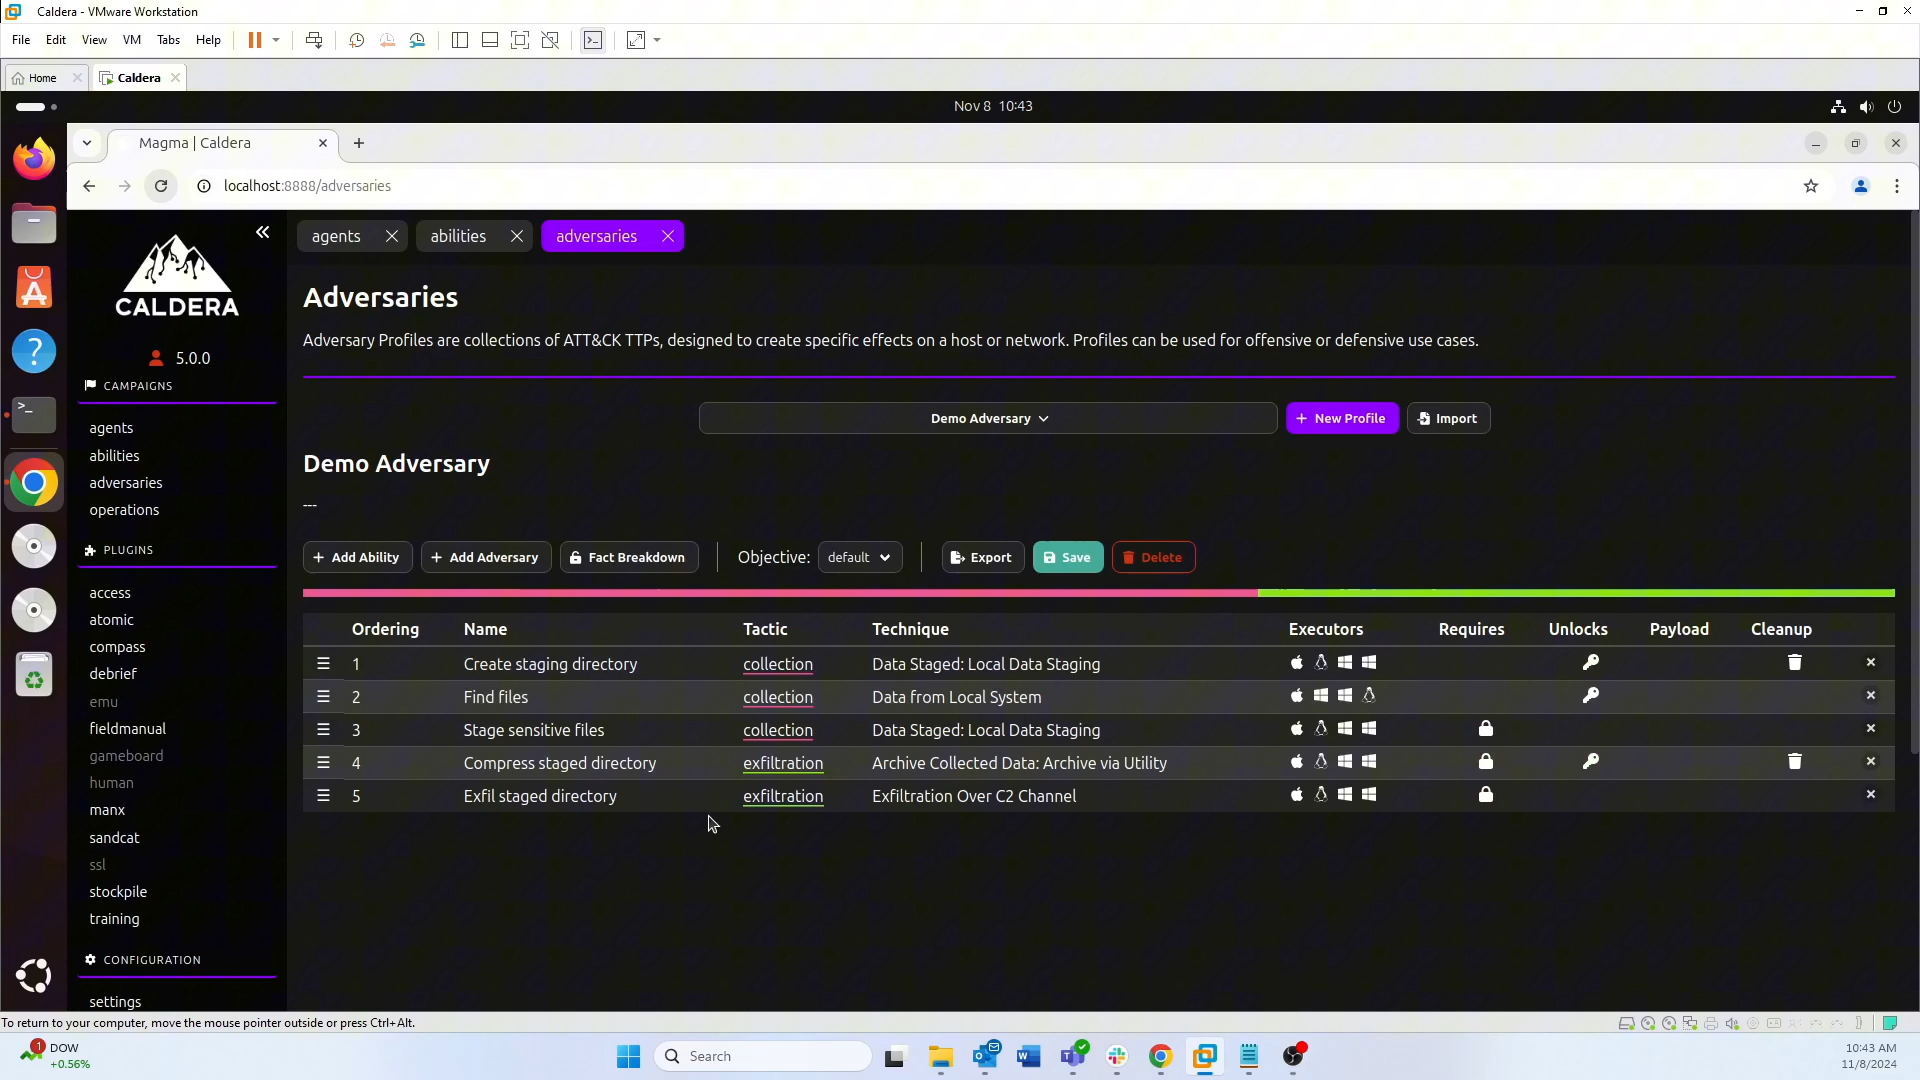 Caldera - VMware Workstation
File Edit View VM Tabs Help
Home Caldera
Nov 8 10:43
Magma | Caldera
localhost:8888/adversaries
CALDERA
5.0.0
CAMPAIGNS
agents
abilities
adversaries
operations
PLUGINS
access
atomic
compass
debrief
emu
fieldmanual
gameboard
human
manx
sandcat
ssl
stockpile
training
CONFIGURATION
settings
agents abilities adversaries
Adversaries
Adversary Profiles are collections of ATT&CK TTPs, designed to create specific effects on a host or network. Profiles can be used for offensive or defensive use cases.
Demo Adversary + New Profile Import
Demo Adversary
---
+ Add Ability + Add Adversary Fact Breakdown Objective: default Export Save Delete
Ordering Name Tactic Technique Executors Requires Unlocks Payload Cleanup
1 Create staging directory collection Data Staged: Local Data Staging
2 Find files collection Data from Local System
3 Stage sensitive files collection Data Staged: Local Data Staging
4 Compress staged directory exfiltration Archive Collected Data: Archive via Utility
5 Exfil staged directory exfiltration Exfiltration Over C2 Channel
To return to your computer, move the mouse pointer outside or press Ctrl+Alt.
1 DOW
+0.56%
Search
10:43 AM
11/8/2024